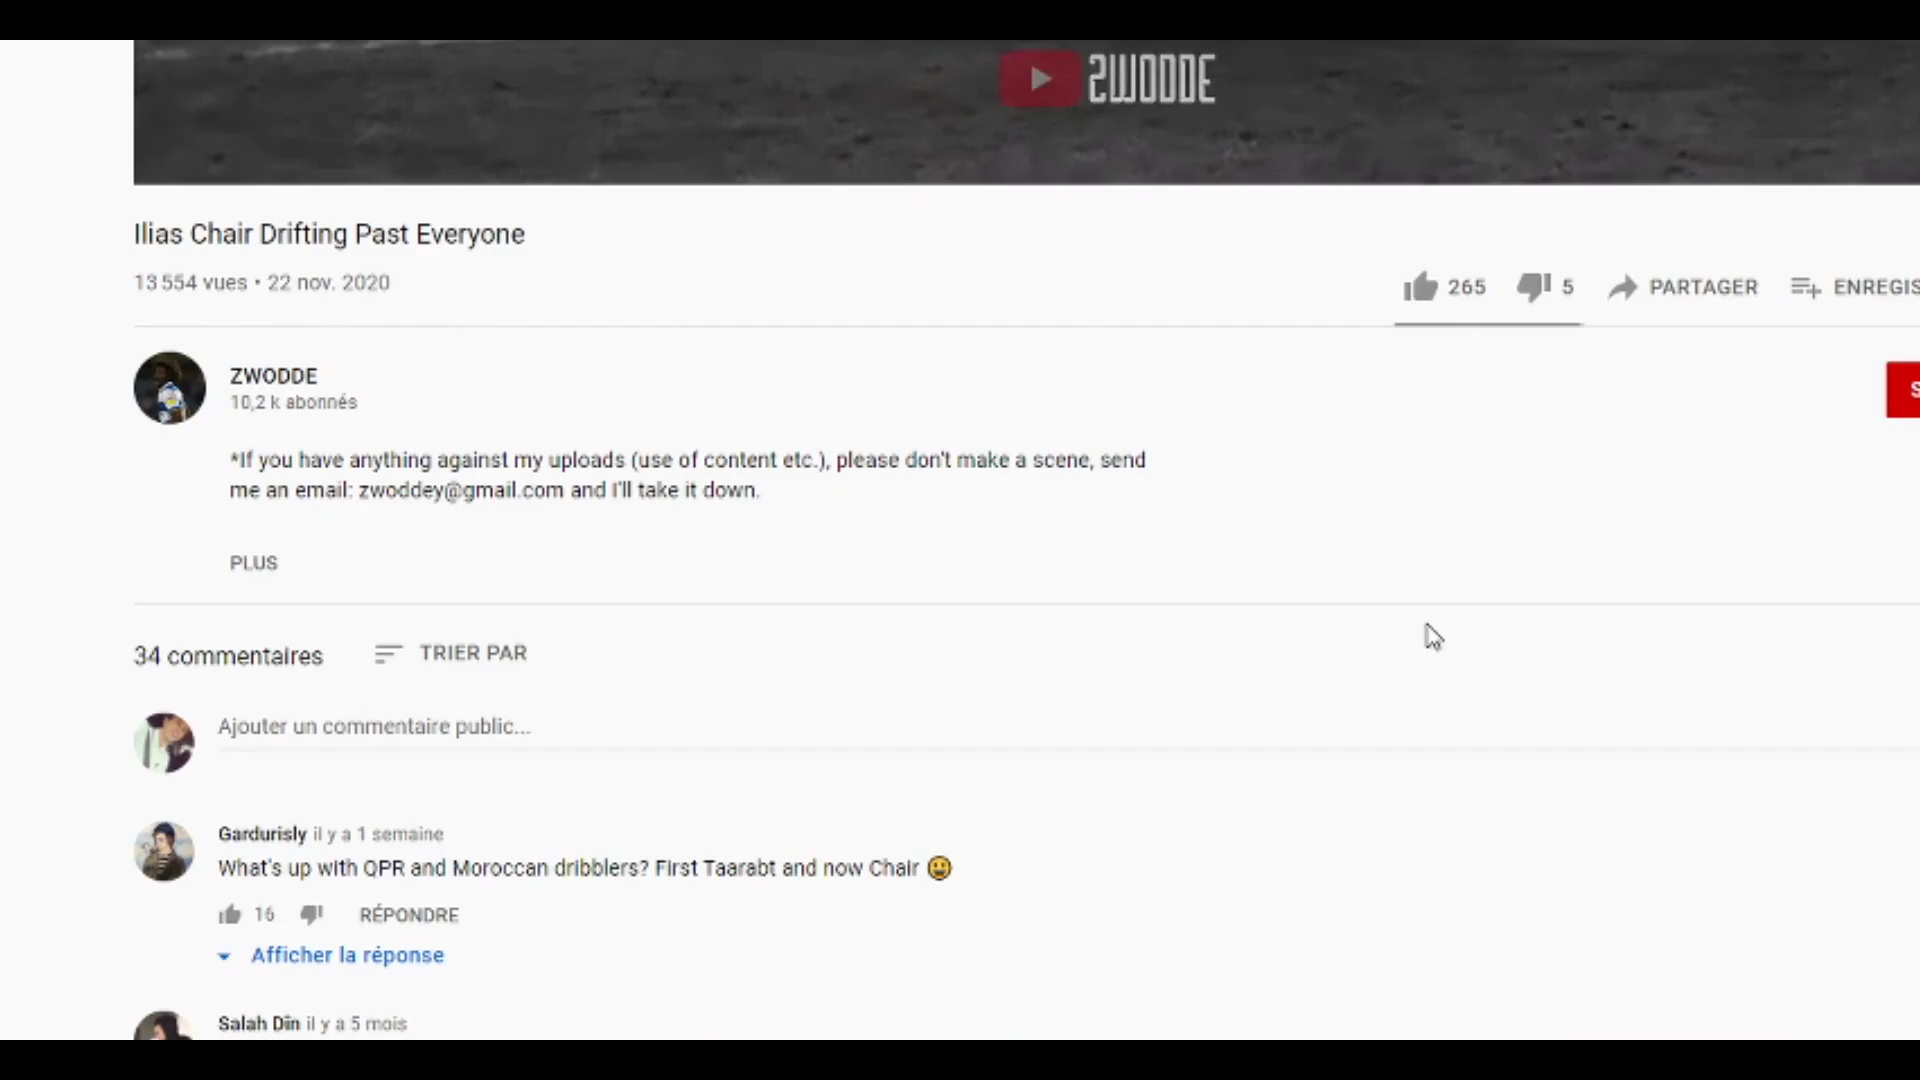 ZWODDE
Ilias Chair Drifting Past Everyone
13 554 vues • 22 nov. 2020
265 5 PARTAGER ENREGIS
ZWODDE
10,2 k abonnés
S
*If you have anything against my uploads (use of content etc.), please don't make a scene, send
me an email: zwoddey@gmail.com and I'll take it down.
PLUS
34 commentaires TRIER PAR
Ajouter un commentaire public...
Gardurisly il y a 1 semaine
What's up with QPR and Moroccan dribblers? First Taarabt and now Chair 😀
16 RÉPONDRE
Afficher la réponse
Salah Din il y a 5 mois